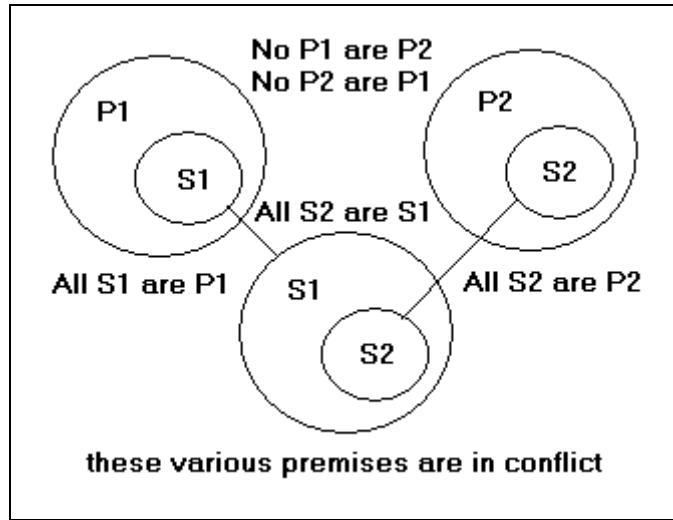 No P1 are P2
No P2 are P1
P1
P2
S1
S2
All S2 are S1
All S1 are P1
S1
All S2 are P2
S2
these various premises are in conflict